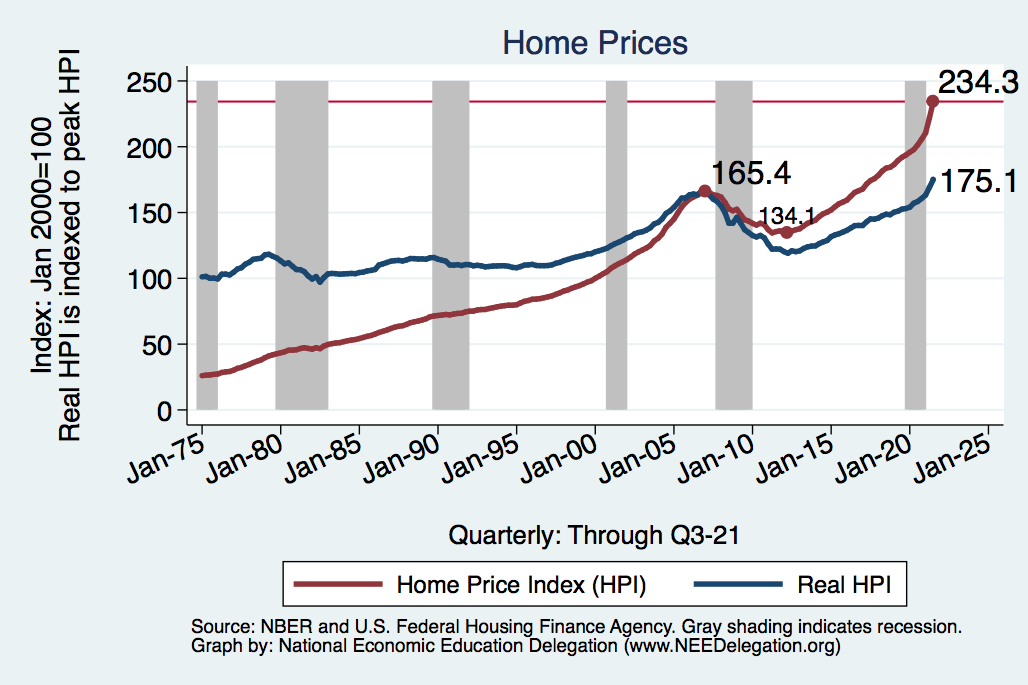 Home Prices
Index: Jan 2000=100
Real HPI is indexed to peak HPI
250
200
150
100
50
0
234.3
165.4
175.1
134.1
Jan-75
Jan-80
Jan-85
Jan-90
Jan-95
Jan-00
Jan-05
Jan-10
Jan-15
Jan-20
Jan-25
Quarterly: Through Q3-21
Home Price Index (HPI)
Real HPI
Source: NBER and U.S. Federal Housing Finance Agency. Gray shading indicates recession.
Graph by: National Economic Education Delegation (www.NEEDelegation.org)